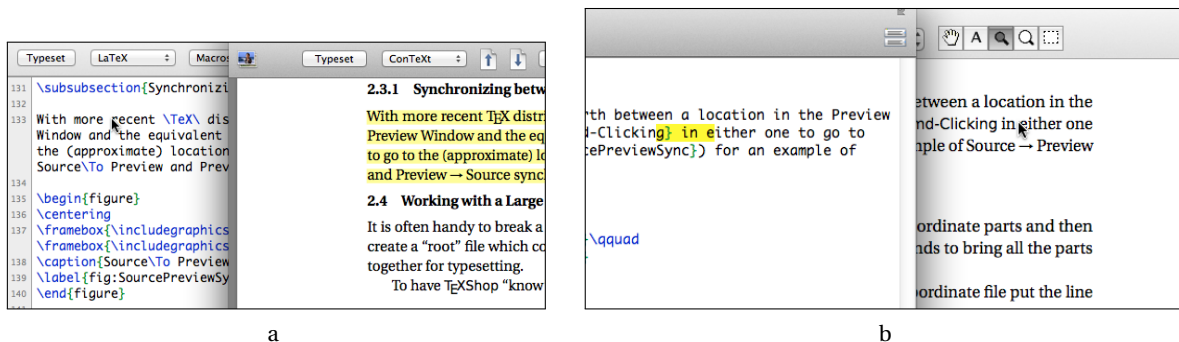 Typeset LaTeX Macros
131 \subsubsection{Synchronizi
132
133 With more recent \TeX\ dis
Window and the equivalent
the (approximate) location
Source\To Preview and Prev
134
135 \begin{figure}
136 \centering
137 \framebox{\includegraphics
\framebox{\includegraphics
138 \caption{Source\To Preview
139 \label{fig:SourcePreviewSy
140 \end{figure}
Typeset ConTeXt
2.3.1 Synchronizing betw
With more recent TEX distri
Preview Window and the equ
to go to the (approximate) lo
and Preview → Source sync.
2.4 Working with a Large
It is often handy to break a
create a “root” file which co
together for typesetting.
To have TEXShop “know
a
rth between a location in the Preview
d-Clicking} in either one to go to
cePreviewSync}) for an example of
}\qquad
A
etween a location in the
nd-Clicking in either one
mple of Source → Preview
ordinate parts and then
nds to bring all the parts
oordinate file put the line
b